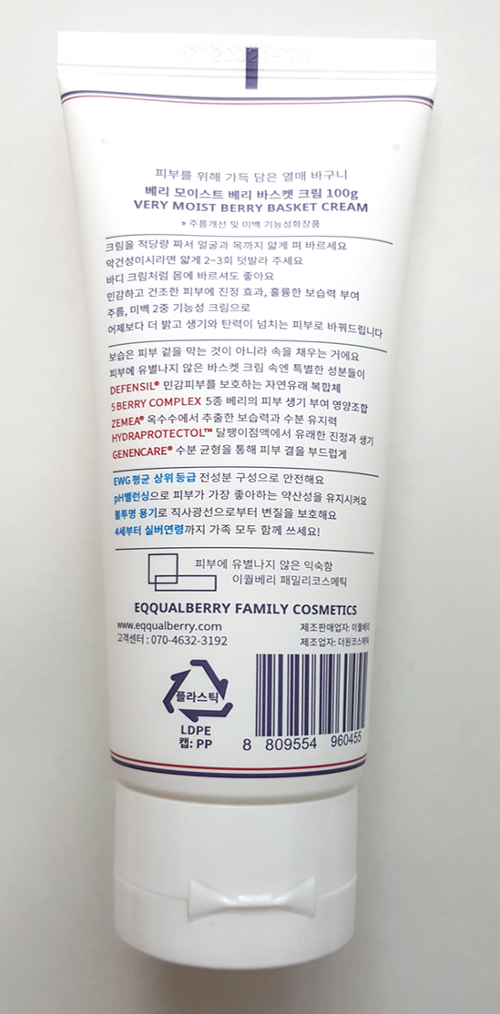 피부를 위해 가득 담은 열매 바구니
베리 모이스트 베리 바스켓 크림 100g
VERY MOIST BERRY BASKET CREAM
» 주름개선 및 미백 기능성화장품
크림을 적당량 짜서 얼굴과 목까지 얇게 펴 바르세요
악건성이시라면 얇게 2~3회 덧발라 주세요
바디 크림처럼 몸에 바르셔도 좋아요
민감하고 건조한 피부에 진정 효과, 훌륭한 보습력 부여
주름, 미백 2중 기능성 크림으로
어제보다 더 밝고 생기와 탄력이 넘치는 피부로 바꿔드립니다
보습은 피부 겉을 막는 것이 아니라 속을 채우는 거에요
피부에 유별나지 않은 바스켓 크림 속엔 특별한 성분들이
DEFENSIL® 민감피부를 보호하는 자연유래 복합체
5 BERRY COMPLEX 5종 베리의 피부 생기 부여 영양조합
ZEMEA® 옥수수에서 추출한 보습력과 수분 유지력
HYDRAPROTECTOL™ 달팽이점액에서 유래한 진정과 생기
GENENCARE® 수분 균형을 통해 피부 결을 부드럽게
EWG 평균 상위 등급 전성분 구성으로 안전해요
pH밸런싱으로 피부가 가장 좋아하는 약산성을 유지시켜요
불투명 용기로 직사광선으로부터 변질을 보호해요
4세부터 실버연령까지 가족 모두 함께 쓰세요!
피부에 유별나지 않은 익숙함
이퀄베리 패밀리코스메틱
EQQUALBERRY FAMILY COSMETICS
www.eqqualberry.com
제조판매업자: 이퀄베리
고객센터 : 070-4632-3192
제조업자: 더원코스메틱
플라스틱
LDPE
캡: PP
8 809554 960455